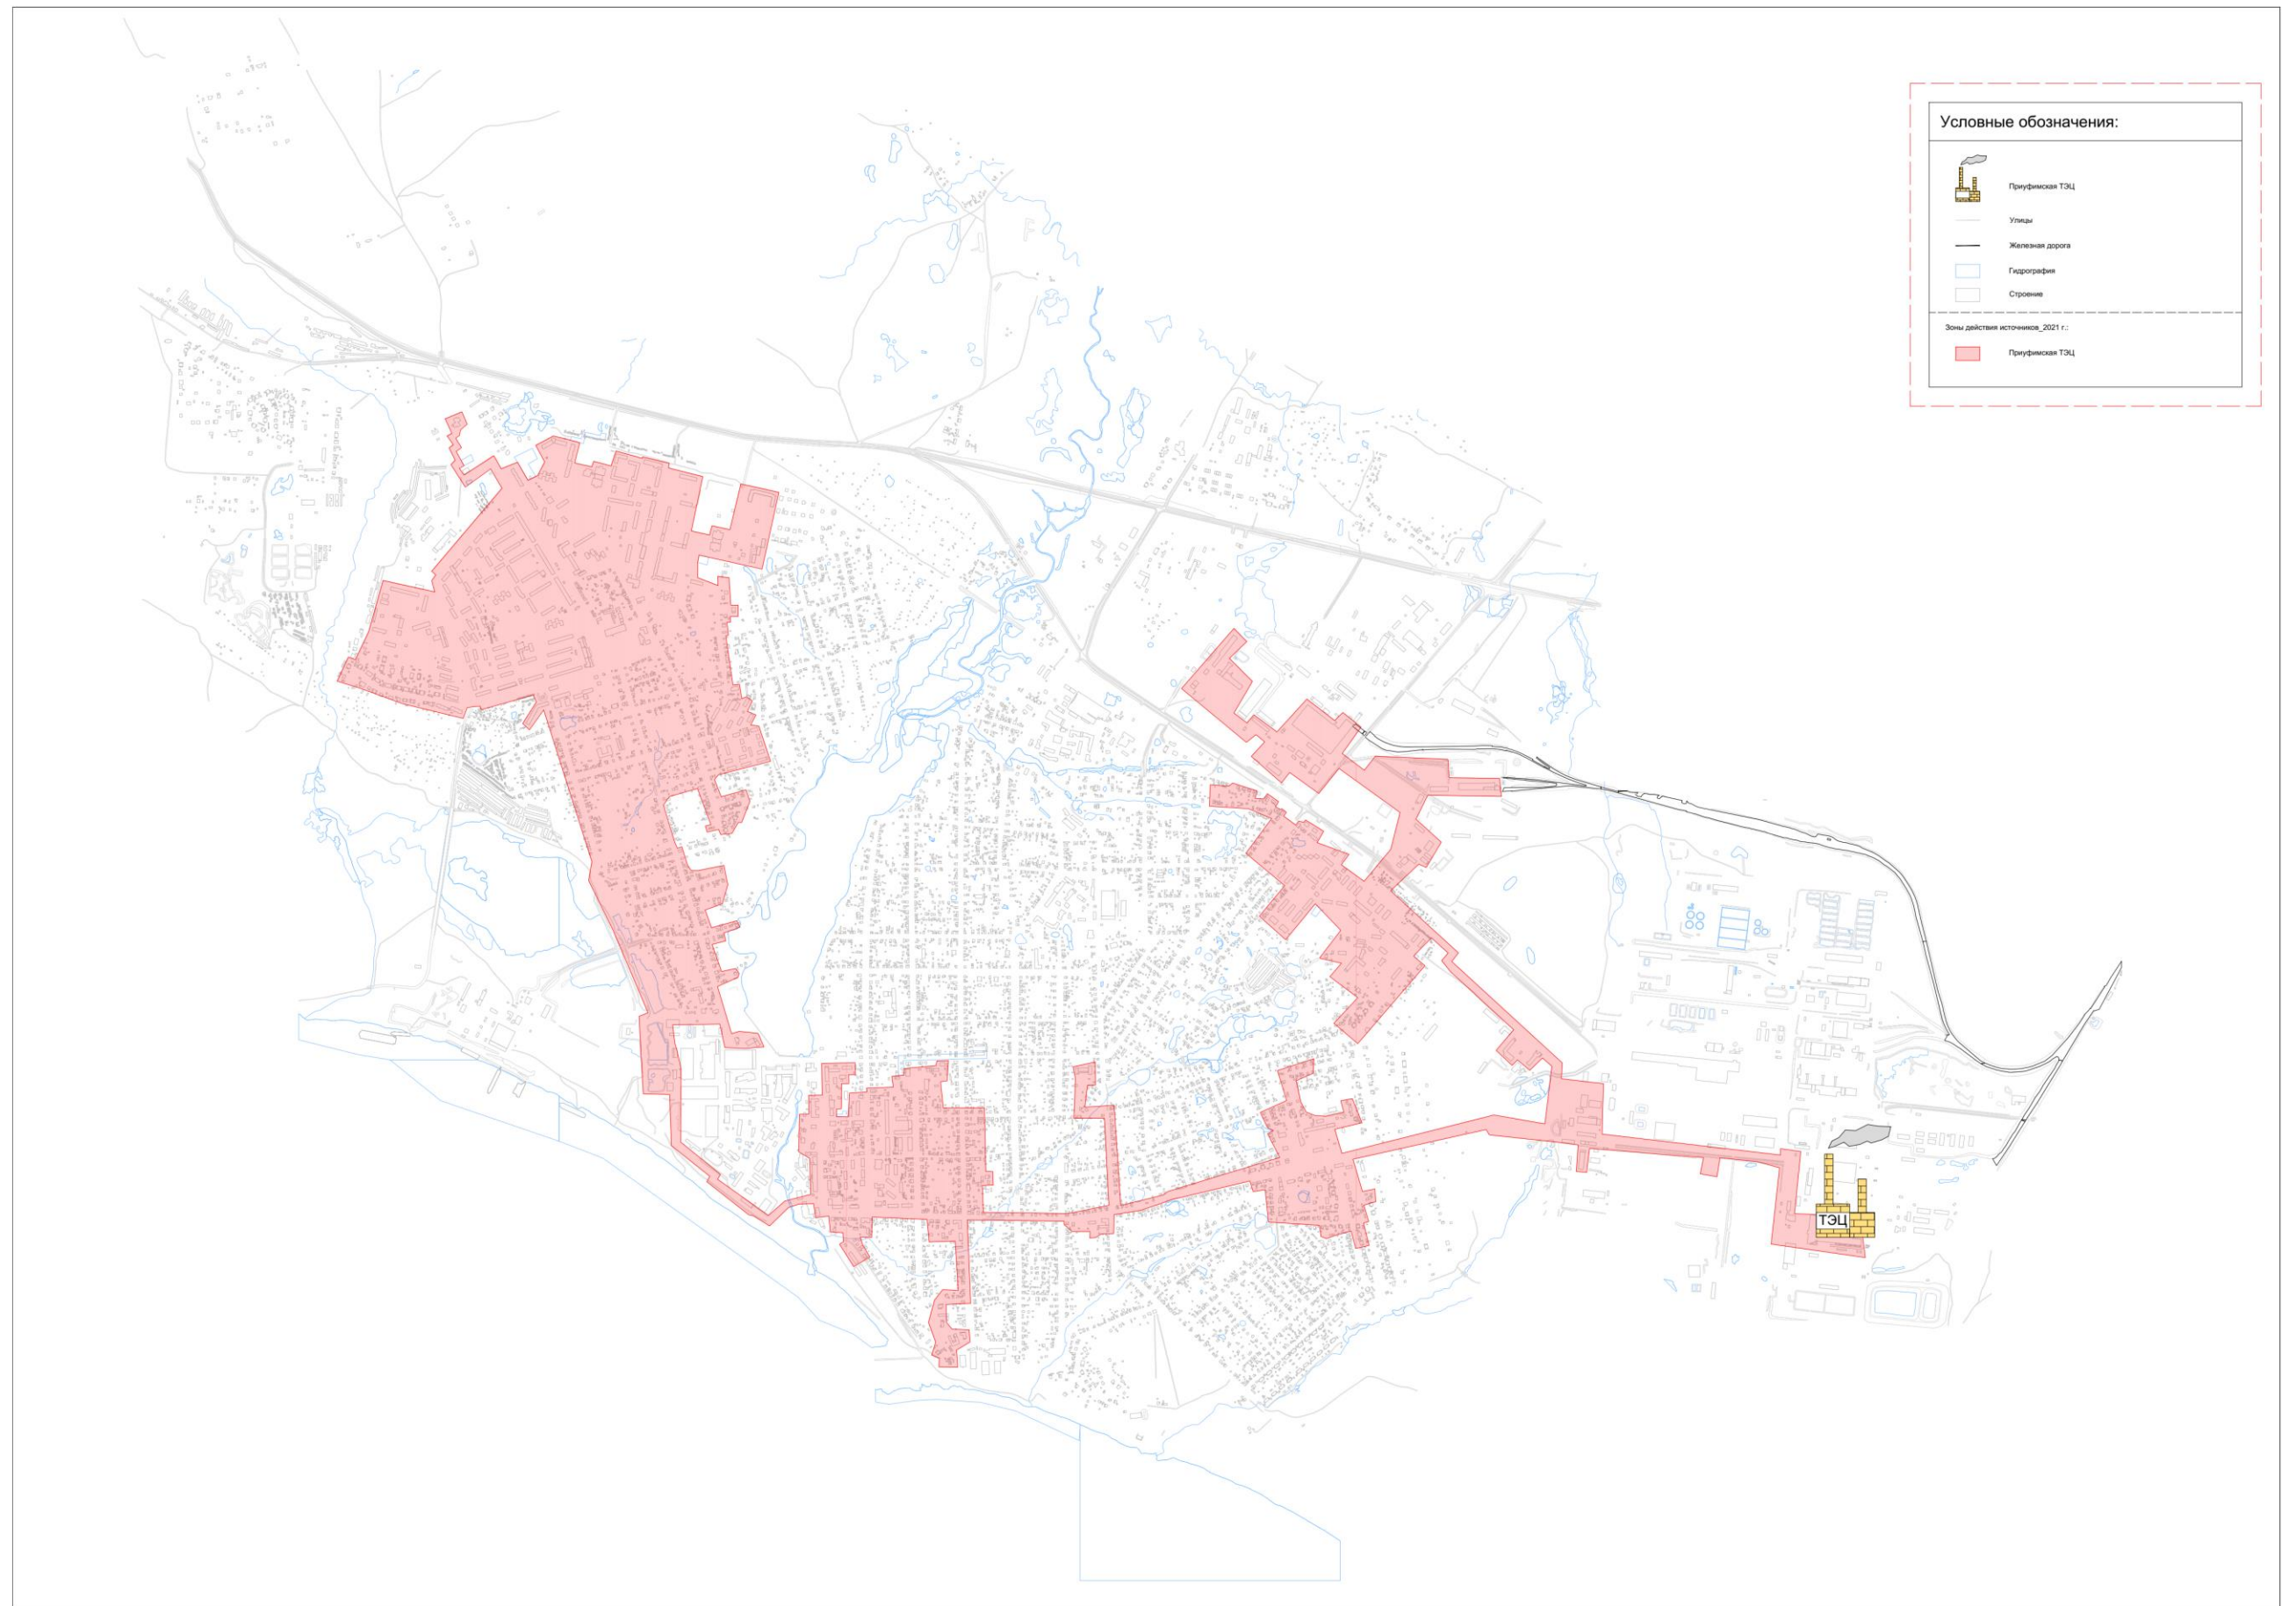 Условные обозначения:
Приуфимская ТЭЦ
Улицы
Железная дорога
Гидрография
Строение
Зоны действия источников_2021 г.:
Приуфимская ТЭЦ
ТЭЦ